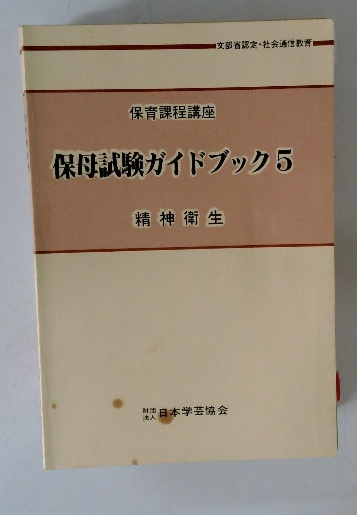 文部省認定・社会通信教育
保育課程講座
保母試験ガイドブック5
精神衛生
財団法人 日本学芸協会